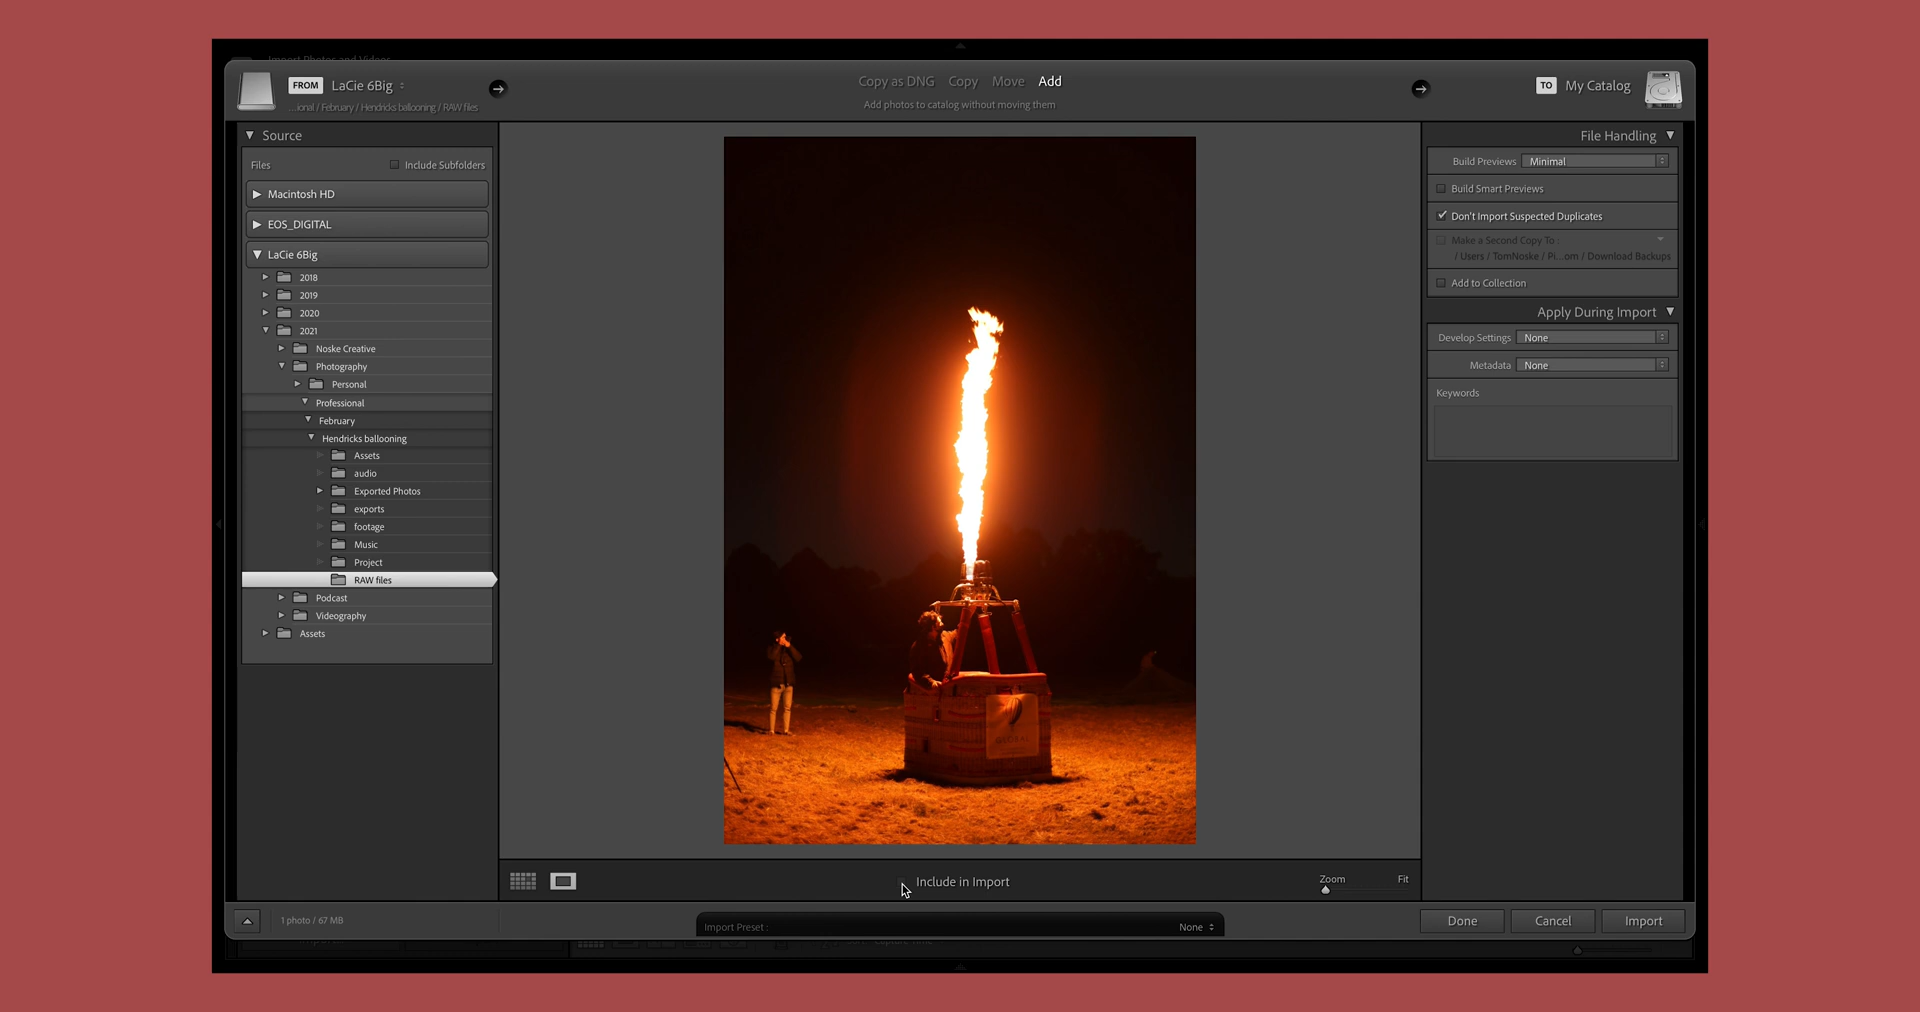 Import Photos and Videos
FROM LaCie 6Big
...ional / February / Hendricks ballooning / RAW files
Copy as DNG Copy Move Add
Add photos to catalog without moving them
TO My Catalog
Source
Files Include Subfolders
Macintosh HD
EOS_DIGITAL
LaCie 6Big
2018
2019
2020
2021
Noske Creative
Photography
Personal
Professional
February
Hendricks ballooning
Assets
audio
Exported Photos
exports
footage
Music
Project
RAW files
Podcast
Videography
Assets
GLOBAL
Include in Import
Zoom Fit
File Handling
Build Previews Minimal
Build Smart Previews
Don't Import Suspected Duplicates
Make a Second Copy To :
/ Users / TomNoske / Pi...om / Download Backups
Add to Collection
Apply During Import
Develop Settings None
Metadata None
Keywords
1 photo / 67 MB
Import Preset : None
Done Cancel Import